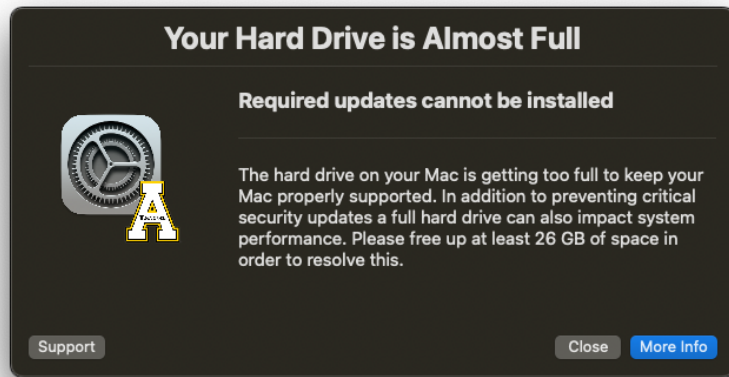 Your Hard Drive is Almost Full
Required updates cannot be installed
The hard drive on your Mac is getting too full to keep your
Mac properly supported. In addition to preventing critical
security updates a full hard drive can also impact system
performance. Please free up at least 26 GB of space in
order to resolve this.
A
Support
Close
More Info